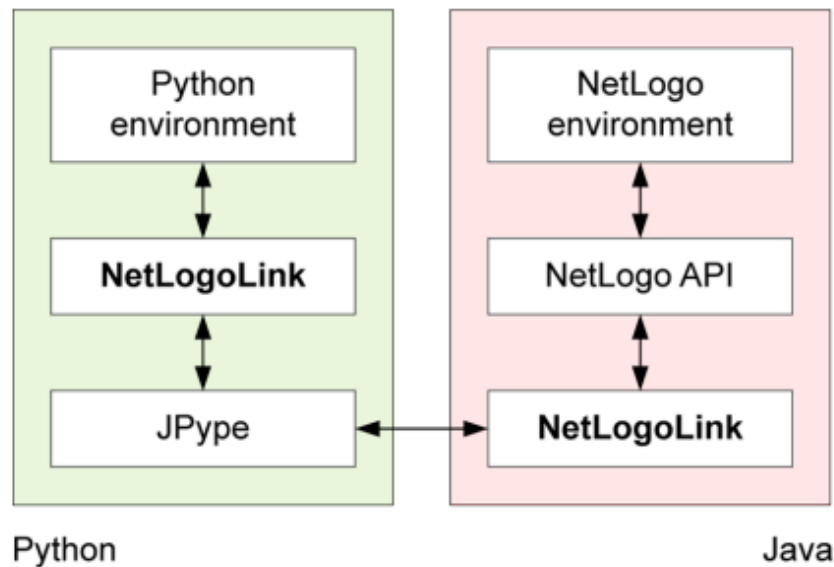 Python
environment
NetLogoLink
JPype
NetLogo
environment
NetLogo API
NetLogoLink
Python
Java